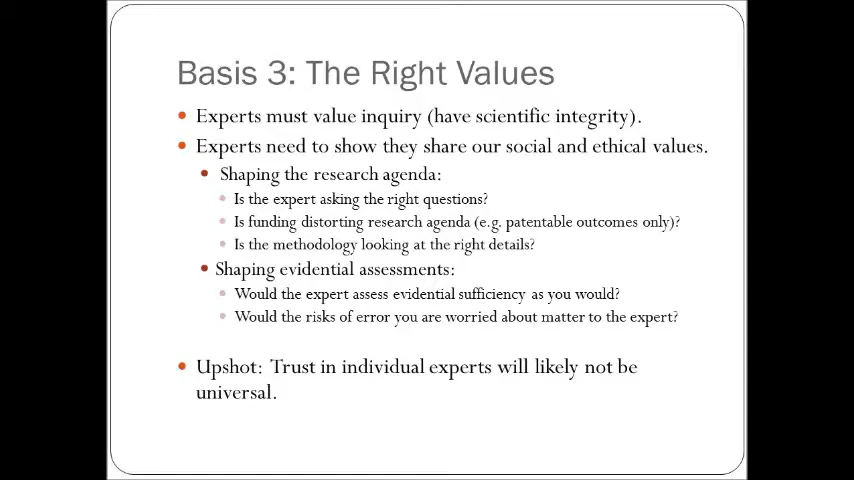 Basis 3: The Right Values
• Experts must value inquiry (have scientific integrity).
• Experts need to show they share our social and ethical values.
• Shaping the research agenda:
• Is the expert asking the right questions?
• Is funding distorting research agenda (e.g. patentable outcomes only)?
• Is the methodology looking at the right details?
• Shaping evidential assessments:
• Would the expert assess evidential sufficiency as you would?
• Would the risks of error you are worried about matter to the expert?
• Upshot: Trust in individual experts will likely not be
universal.